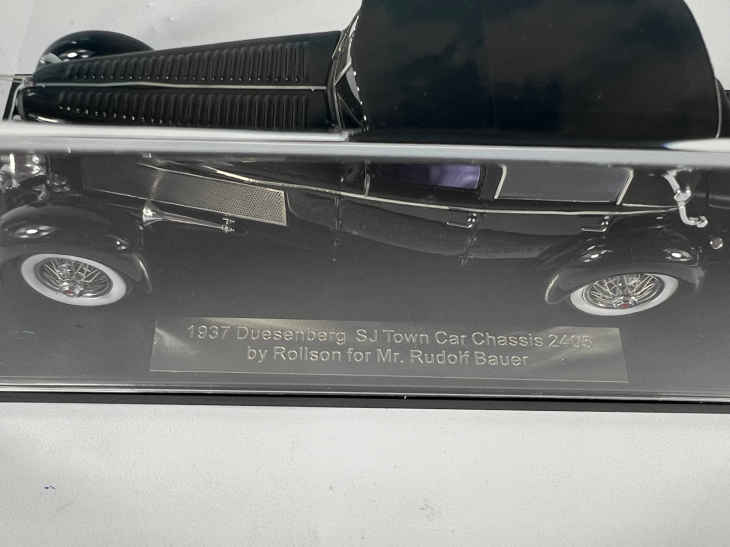 1937 Duesenberg SJ Town Car Chassis 2405
by Rollson for Mr. Rudolf Bauer